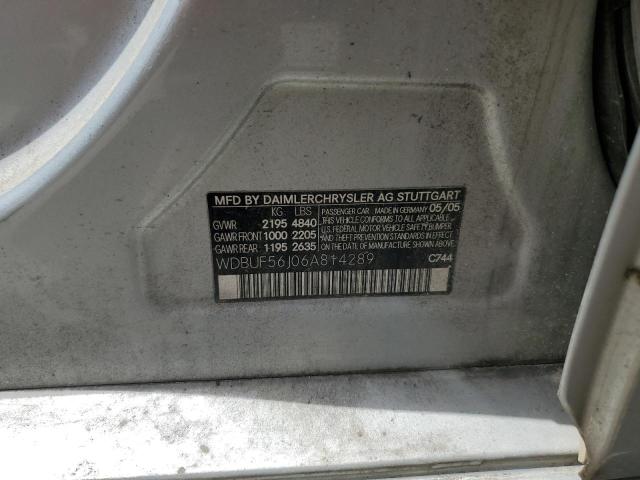 MFD BY DAIMLERCHRYSLER AG STUTTGART
KG LBS
GVWR 2195 4840
GAWR FRONT 1000 2205
GAWR REAR 1195 2635
PASSENGER CAR MADE IN GERMANY 05/05
THIS VEHICLE CONFORMS TO ALL APPLICABLE
U.S. FEDERAL MOTOR VEHICLE SAFETY, BUMPER
AND THEFT PREVENTION STANDARDS IN EFFECT
ON THE DATE OF MANUFACTURE SHOWN ABOVE.
WDBUF56J06A814289
C744